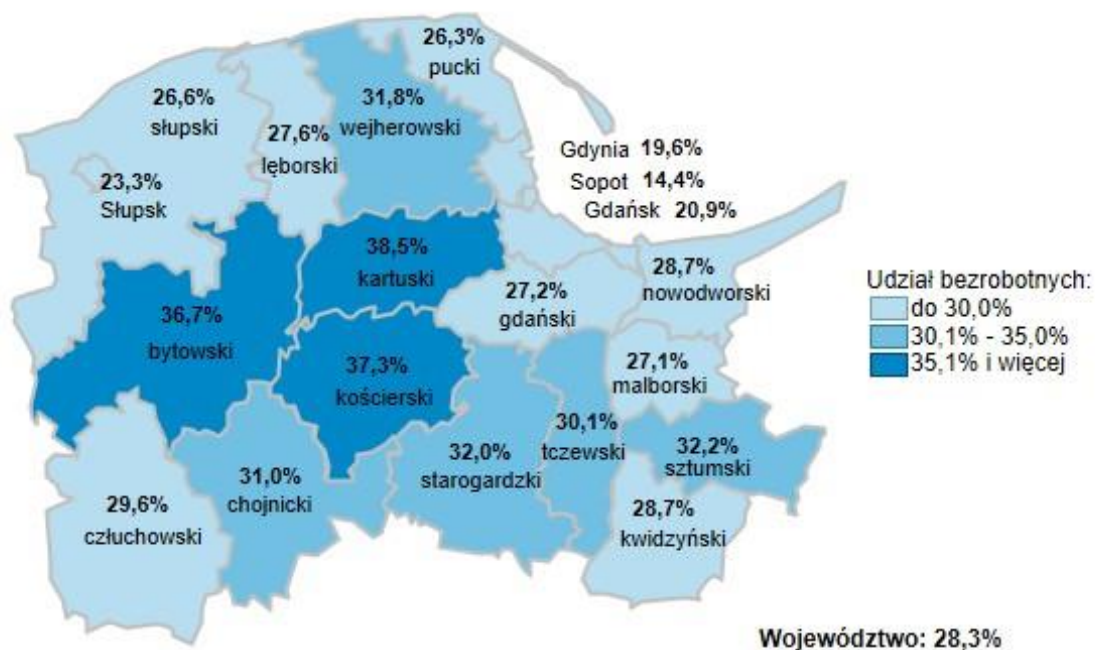 26,3%
pucki
26,6%
słupski
31,8%
wejherowski
27,6%
lęborski
Gdynia 19,6%
Sopot 14,4%
Gdańsk 20,9%
23,3%
Słupsk
38,5%
kartuski
28,7%
nowodworski
27,2%
gdański
Udział bezrobotnych:
do 30,0%
30,1% - 35,0%
35,1% i więcej
36,7%
bytowski
37,3%
kościerski
27,1%
malborski
30,1%
tczewski
32,0%
starogardzki
32,2%
sztumski
31,0%
chojnicki
29,6%
człuchowski
28,7%
kwidzyński
Województwo: 28,3%